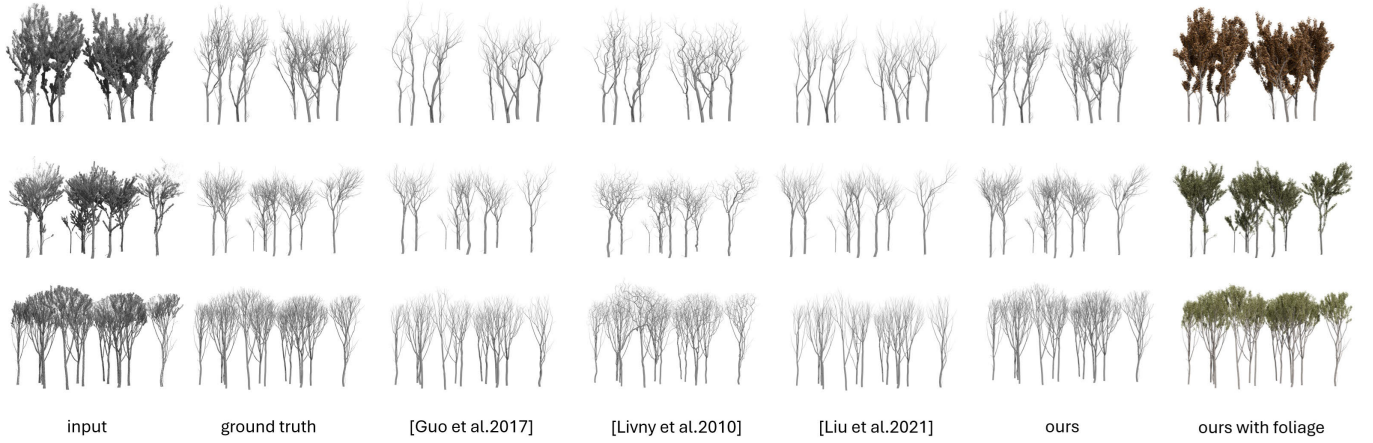 input ground truth [Guo et al.2017] [Livny et al.2010] [Liu et al.2021] ours ours with foliage